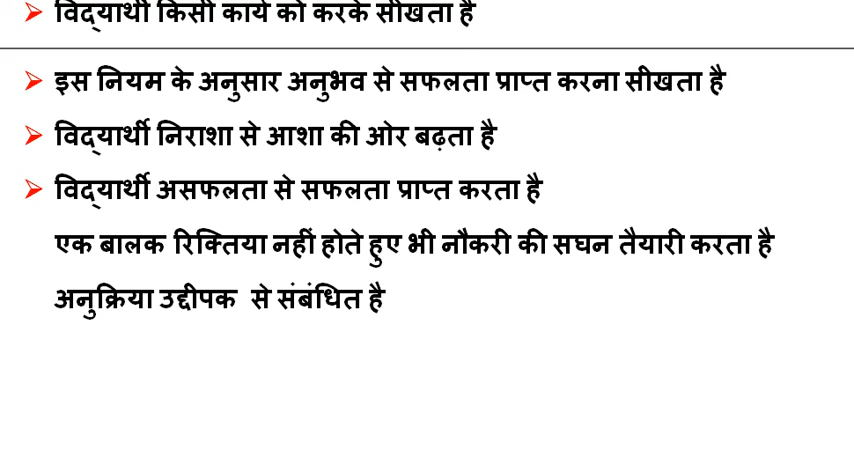 विद्यार्थी किसी कार्य को करके सीखता है
इस नियम के अनुसार अनुभव से सफलता प्राप्त करना सीखता है
विद्यार्थी निराशा से आशा की ओर बढ़ता है
विद्यार्थी असफलता से सफलता प्राप्त करता है
एक बालक रिक्तिया नहीं होते हुए भी नौकरी की सघन तैयारी करता है
अनुक्रिया उद्दीपक से संबंधित है